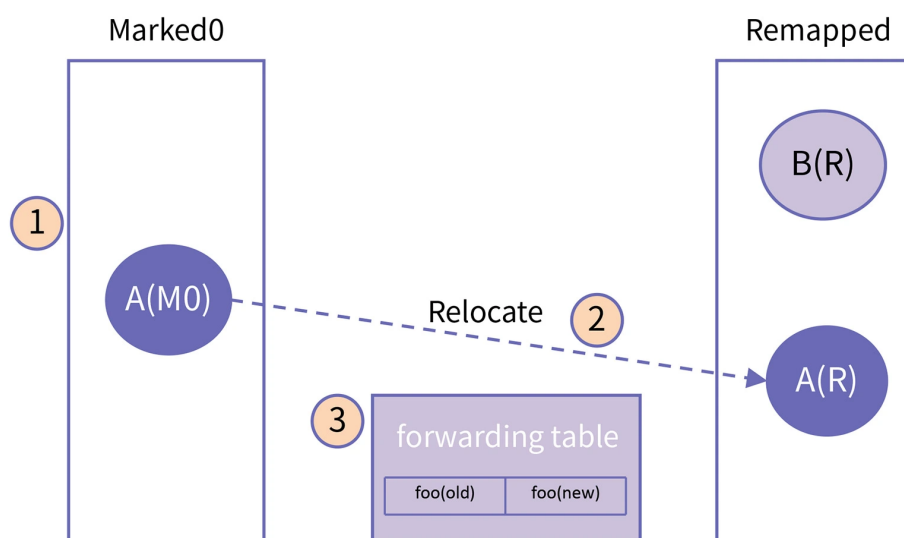 Marked0
Remapped
B(R)
1
A(M0)
Relocate
2
A(R)
3
forwarding table
foo(old)
foo(new)